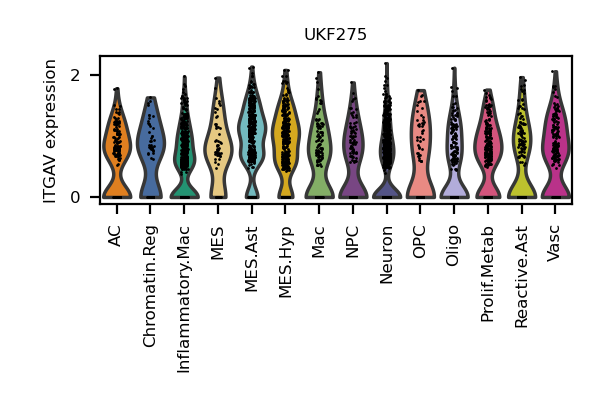 UKF275
ITGAV expression
2
0
AC
Chromatin.Reg
Inflammatory.Mac
MES
MES.Ast
MES.Hyp
Mac
NPC
Neuron
OPC
Oligo
Prolif.Metab
Reactive.Ast
Vasc